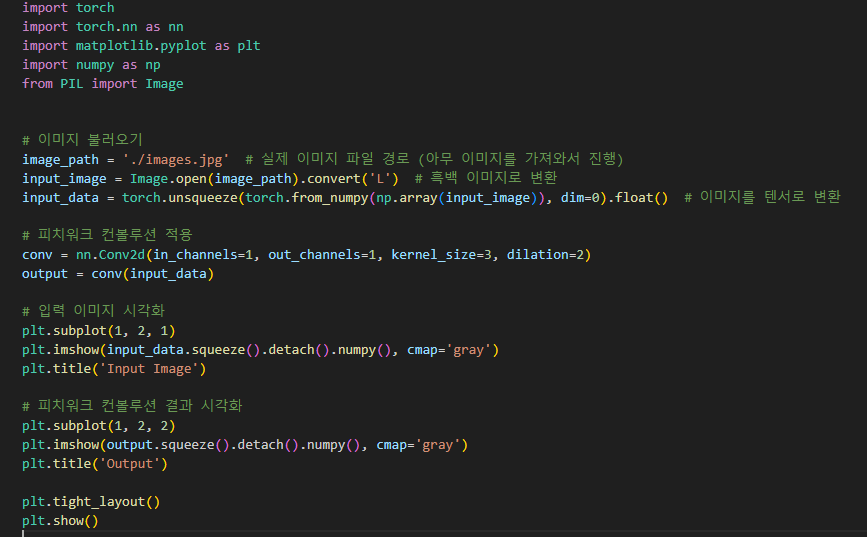 import torch
import torch.nn as nn
import matplotlib.pyplot as plt
import numpy as np
from PIL import Image
# 이미지 불러오기
image_path = './images.jpg'  # 실제 이미지 파일 경로 (아무 이미지를 가져와서 진행)
input_image = Image.open(image_path).convert('L')  # 흑백 이미지로 변환
input_data = torch.unsqueeze(torch.from_numpy(np.array(input_image)), dim=0).float()  # 이미지를 텐서로 변환
# 피치워크 컨볼루션 적용
conv = nn.Conv2d(in_channels=1, out_channels=1, kernel_size=3, dilation=2)
output = conv(input_data)
# 입력 이미지 시각화
plt.subplot(1, 2, 1)
plt.imshow(input_data.squeeze().detach().numpy(), cmap='gray')
plt.title('Input Image')
# 피치워크 컨볼루션 결과 시각화
plt.subplot(1, 2, 2)
plt.imshow(output.squeeze().detach().numpy(), cmap='gray')
plt.title('Output')
plt.tight_layout()
plt.show()